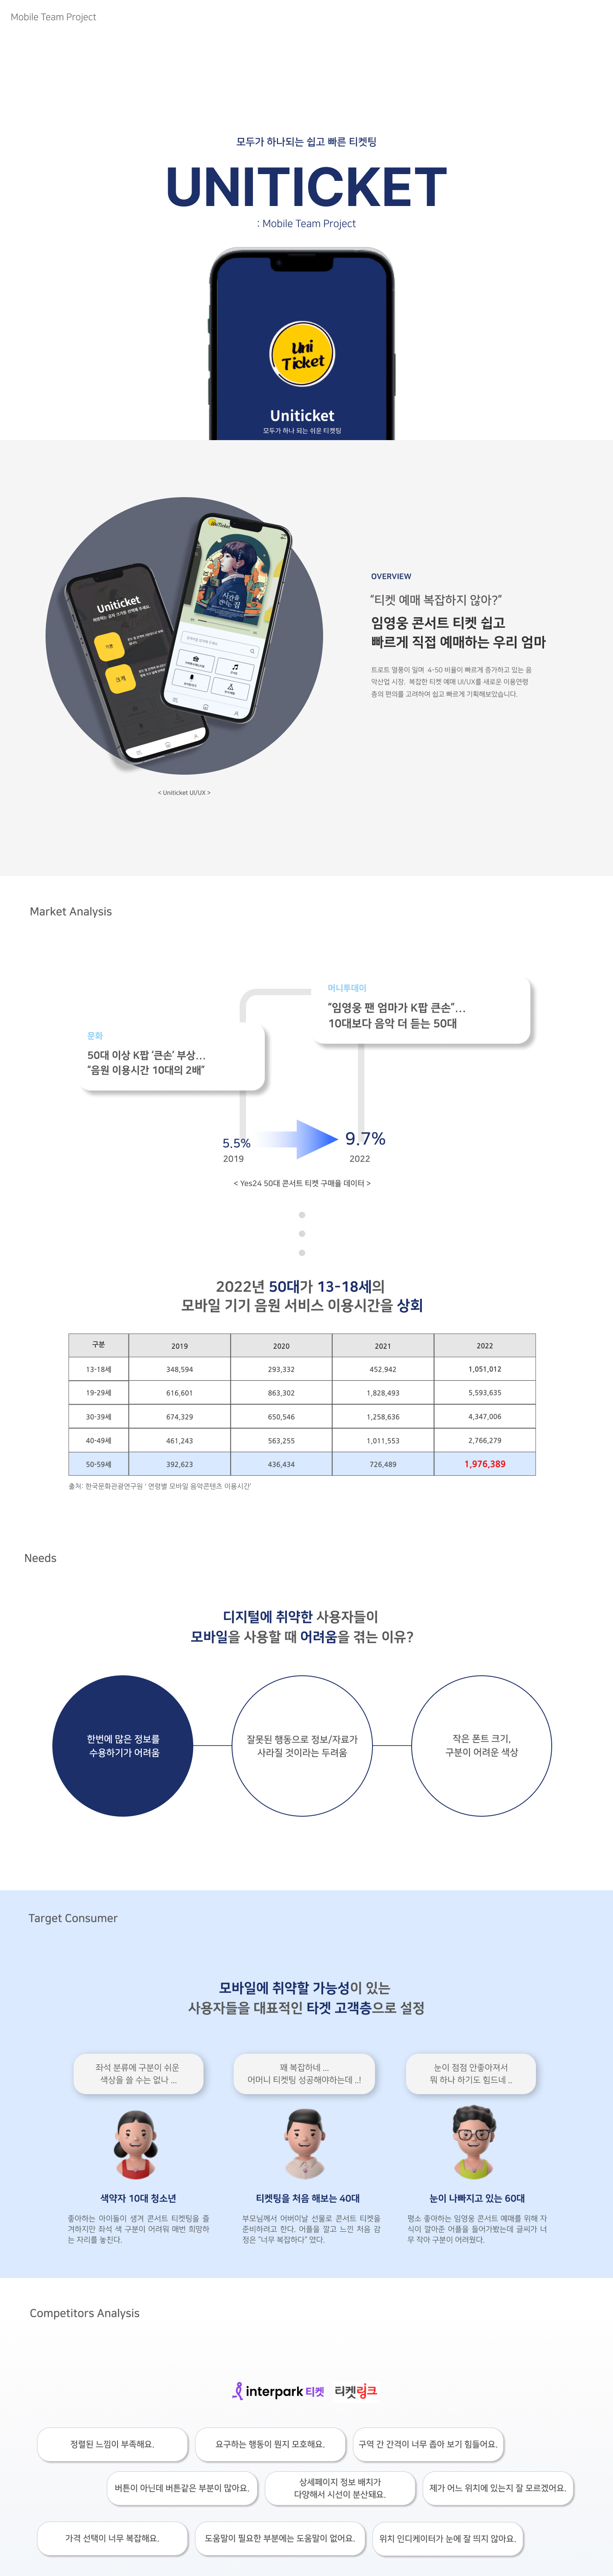 Mobile Team Project
모두가 하나되는 쉽고 빠른 티켓팅
UNITICKET
: Mobile Team Project
Uni
Ticket
Uniticket
모두가 하나 되는 쉬운 티켓팅
Uniticket
기본
크게
UniTicket
시간을
만드는 집
OVERVIEW
“티켓 예매 복잡하지 않아?”
임영웅 콘서트 티켓 쉽고
빠르게 직접 예매하는 우리 엄마
트로트 열풍이 일며 4-50 비율이 빠르게 증가하고 있는 음
악산업 시장. 복잡한 티켓 예매 UI/UX를 새로운 이용연령
층의 편의를 고려하여 쉽고 빠르게 기획해보았습니다.
< Uniticket UI/UX >
Market Analysis
머니투데이
“임영웅 팬 엄마가 K팝 큰손”...
10대보다 음악 더 듣는 50대
문화
50대 이상 K팝 ‘큰손’ 부상...
“음원 이용시간 10대의 2배”
5.5%
2019
9.7%
2022
< Yes24 50대 콘서트 티켓 구매율 데이터 >
2022년 50대가 13-18세의
모바일 기기 음원 서비스 이용시간을 상회
구분 2019 2020 2021 2022
13-18세 348,594 293,332 452.942 1,051,012
19-29세 616,601 863,302 1,828,493 5,593,635
30-39세 674,329 650,546 1,258,636 4,347,006
40-49세 461,243 563,255 1,011,553 2,766,279
50-59세 392,623 436,434 726,489 1,976,389
출처: 한국문화관광연구원 ‘ 연령별 모바일 음악콘텐츠 이용시간’
Needs
디지털에 취약한 사용자들이
모바일을 사용할 때 어려움을 겪는 이유?
한번에 많은 정보를
수용하기가 어려움
잘못된 행동으로 정보/자료가
사라질 것이라는 두려움
작은 폰트 크기,
구분이 어려운 색상
Target Consumer
모바일에 취약할 가능성이 있는
사용자들을 대표적인 타겟 고객층으로 설정
좌석 분류에 구분이 쉬운
색상을 쓸 수는 없나 ...
꽤 복잡하네 ...
어머니 티켓팅 성공해야하는데 ..!
눈이 점점 안좋아져서
뭐 하나 하기도 힘드네 ..
색약자 10대 청소년
좋아하는 아이돌이 생겨 콘서트 티켓팅을 즐
겨하지만 좌석 색 구분이 어려워 매번 희망하
는 자리를 놓친다.
티켓팅을 처음 해보는 40대
부모님께서 어버이날 선물로 콘서트 티켓을
준비하려고 한다. 어플을 깔고 느낀 처음 감
정은 “너무 복잡하다” 였다.
눈이 나빠지고 있는 60대
평소 좋아하는 임영웅 콘서트 예매를 위해 자
식이 깔아준 어플을 들어가봤는데 글씨가 너
무 작아 구분이 어려웠다.
Competitors Analysis
interpark 티켓
티켓링크
정렬된 느낌이 부족해요.
요구하는 행동이 뭔지 모호해요.
구역 간 간격이 너무 좁아 보기 힘들어요.
버튼이 아닌데 버튼같은 부분이 많아요.
상세페이지 정보 배치가
다양해서 시선이 분산돼요.
제가 어느 위치에 있는지 잘 모르겠어요.
가격 선택이 너무 복잡해요.
도움말이 필요한 부분에는 도움말이 없어요.
위치 인디케이터가 눈에 잘 띄지 않아요.